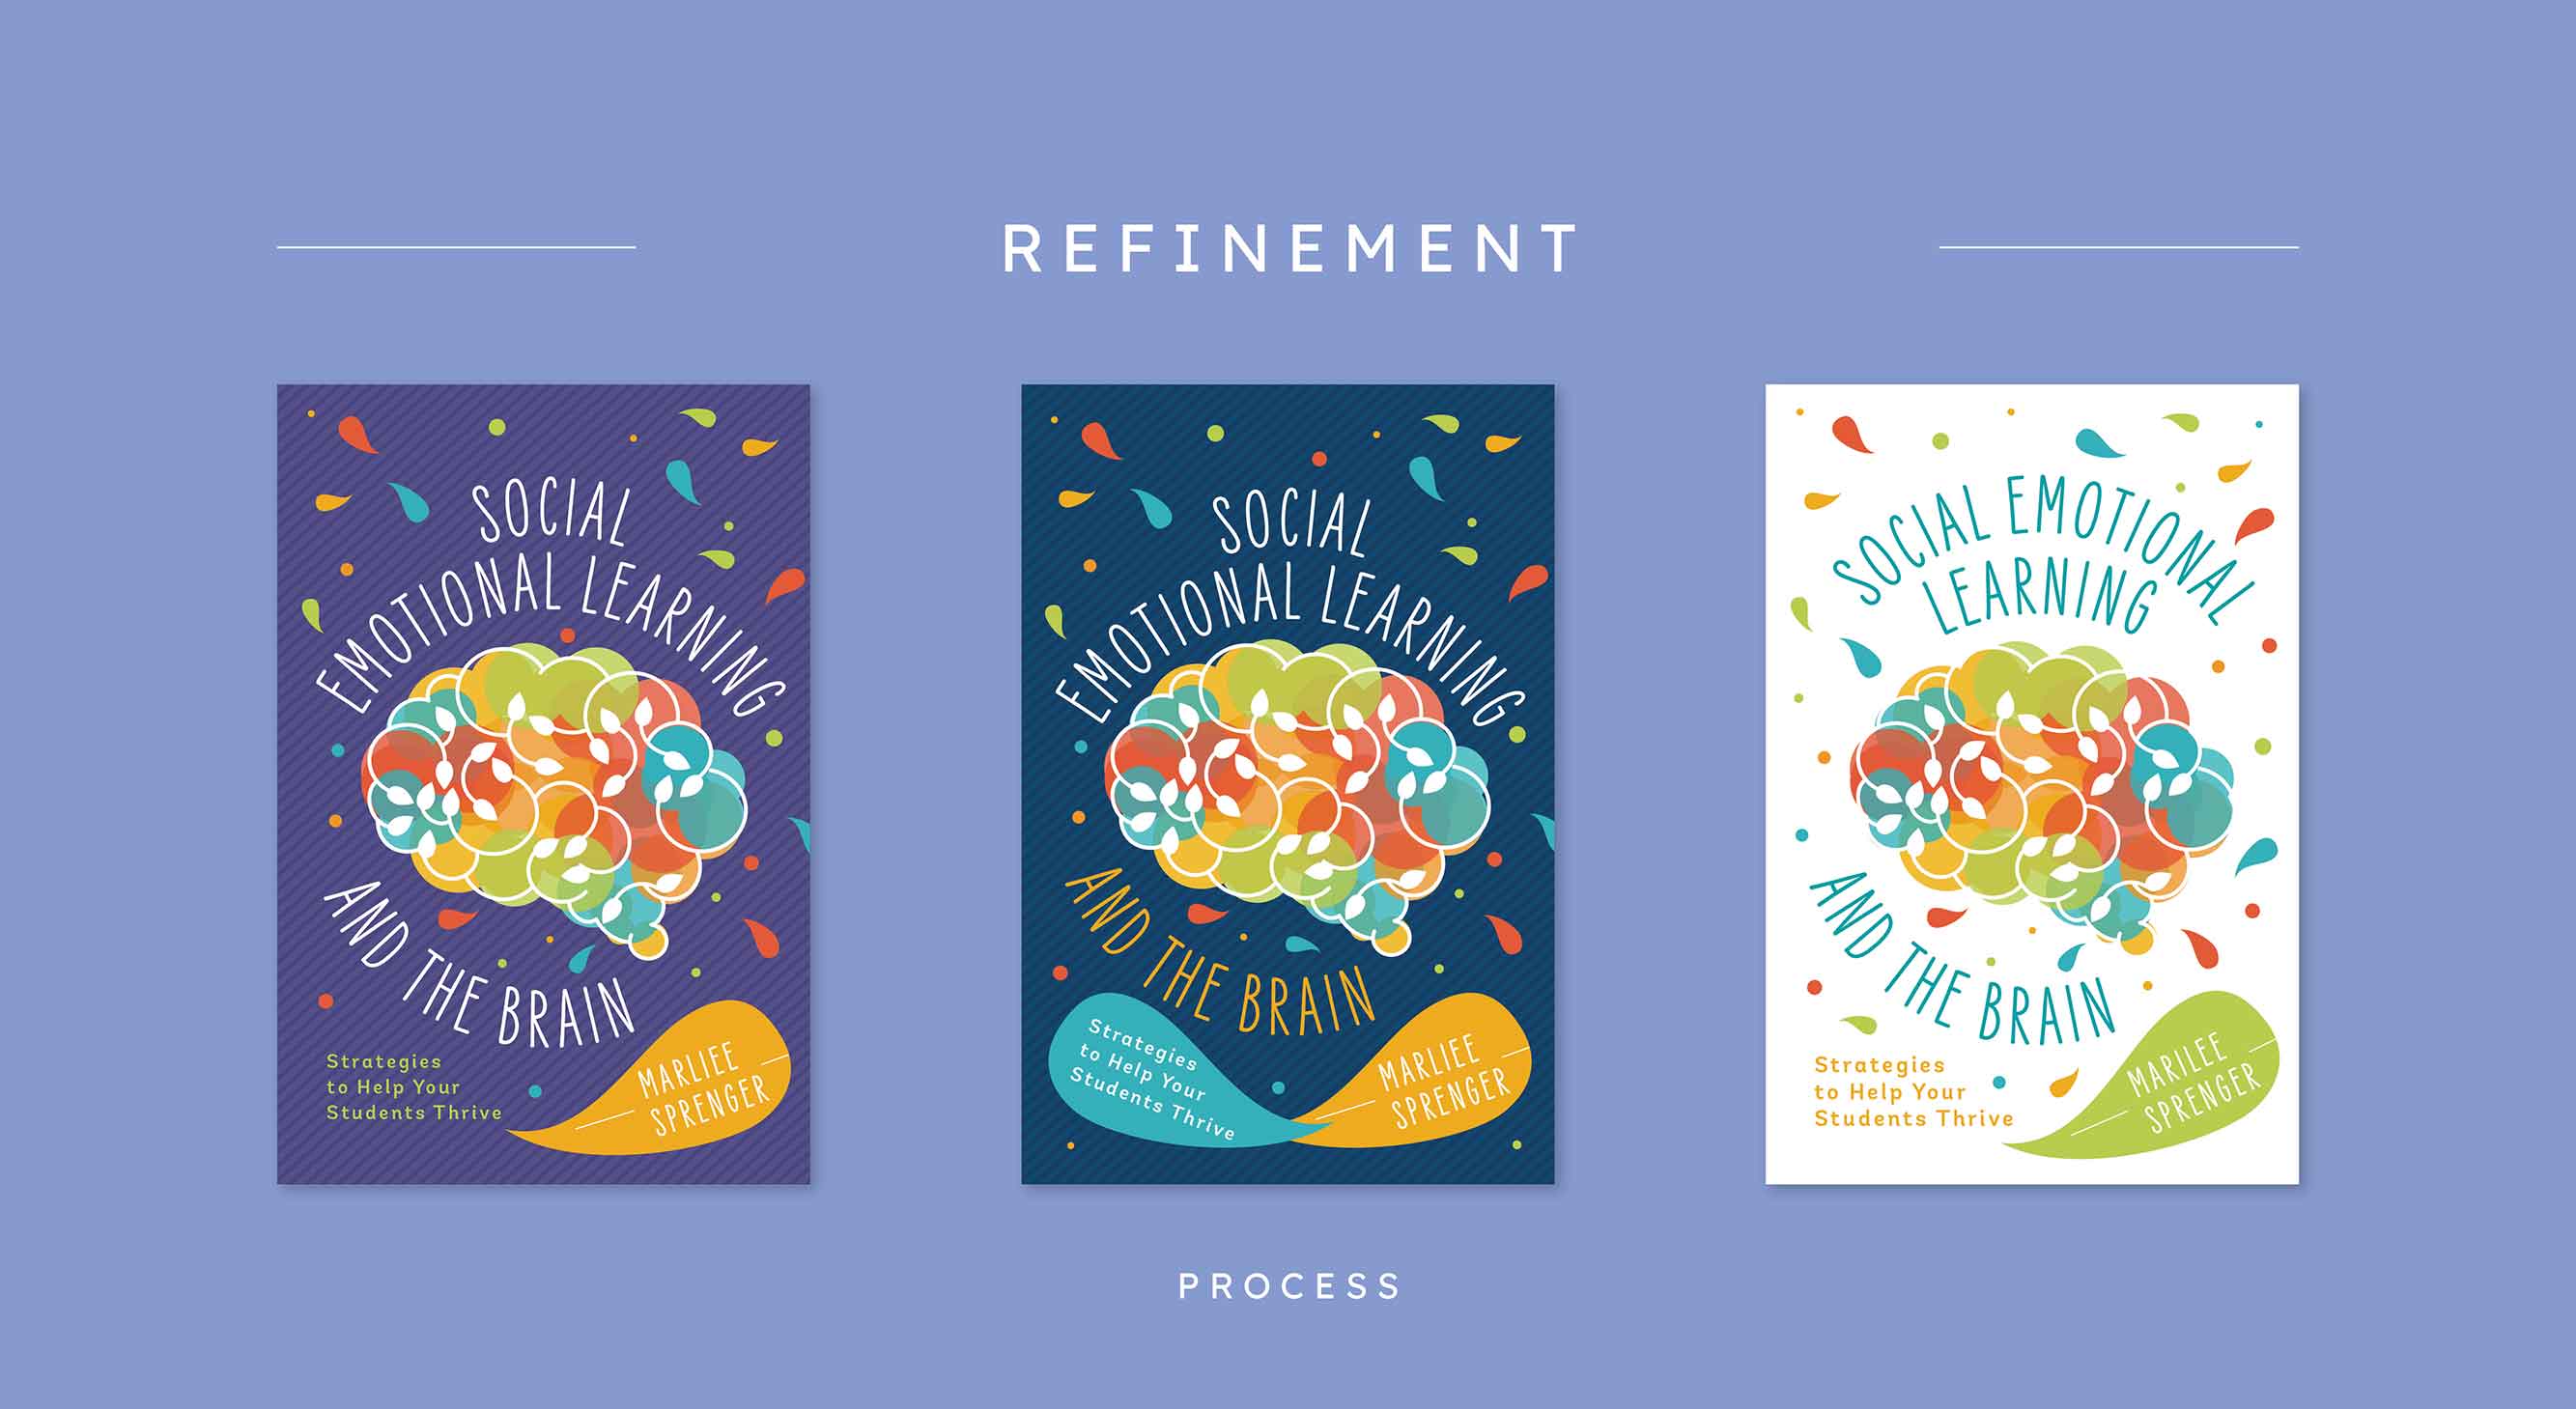 REFINEMENT
SOCIAL
EMOTIONAL LEARNING
AND THE BRAIN
Strategies
to Help Your
Students Thrive
MARLIEE
SPRENGER
SOCIAL
EMOTIONAL LEARNING
AND THE BRAIN
Strategies
to Help Your
Students Thrive
MARLIEE
SPRENGER
SOCIAL EMOTIONAL
LEARNING
AND THE BRAIN
Strategies
to Help Your
Students Thrive
MARILEE
SPRENGER
PROCESS